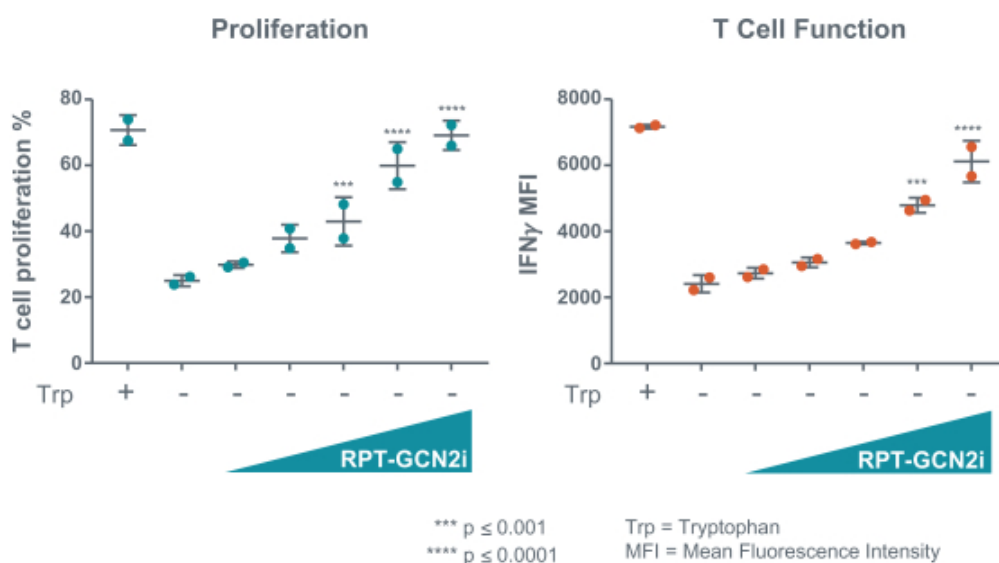 Proliferation
T cell proliferation %
80
60
40
20
0
*** **** ****
Trp + - - - - - -
RPT-GCN2i
T Cell Function
IFNγ MFI
8000
6000
4000
2000
0
*** ****
Trp + - - - - - -
RPT-GCN2i
*** p ≤ 0.001
**** p ≤ 0.0001
Trp = Tryptophan
MFI = Mean Fluorescence Intensity